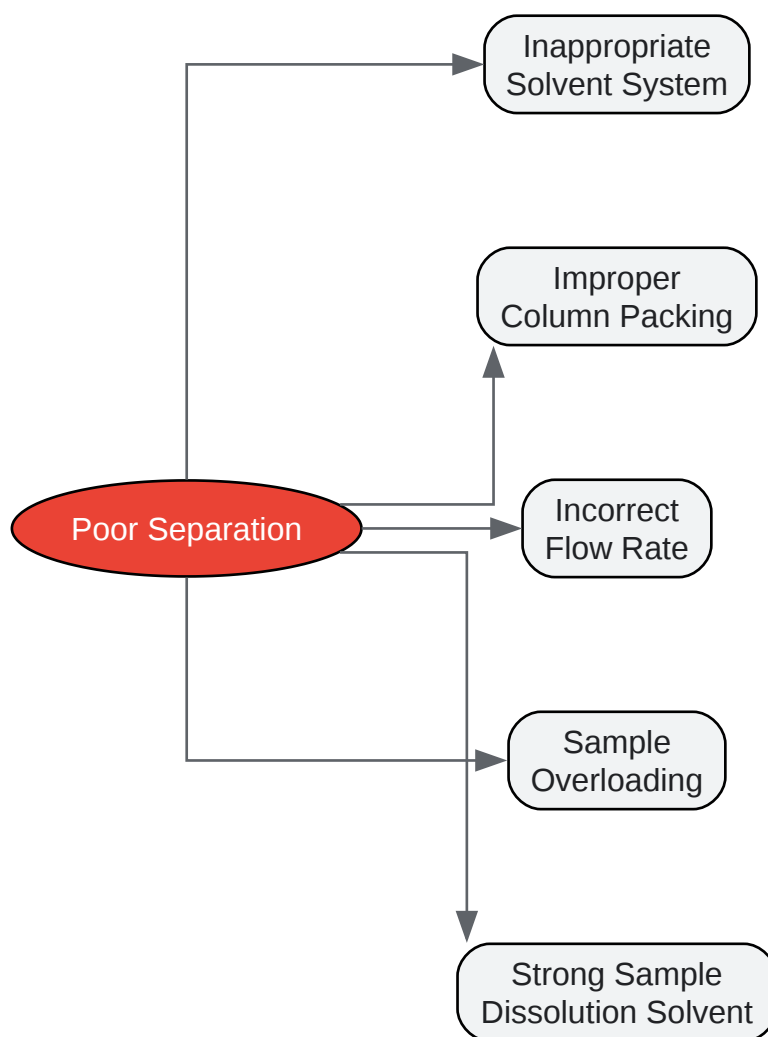 Inappropriate
Solvent System
Improper
Column Packing
Poor Separation
Incorrect
Flow Rate
Sample
Overloading
Strong Sample
Dissolution Solvent